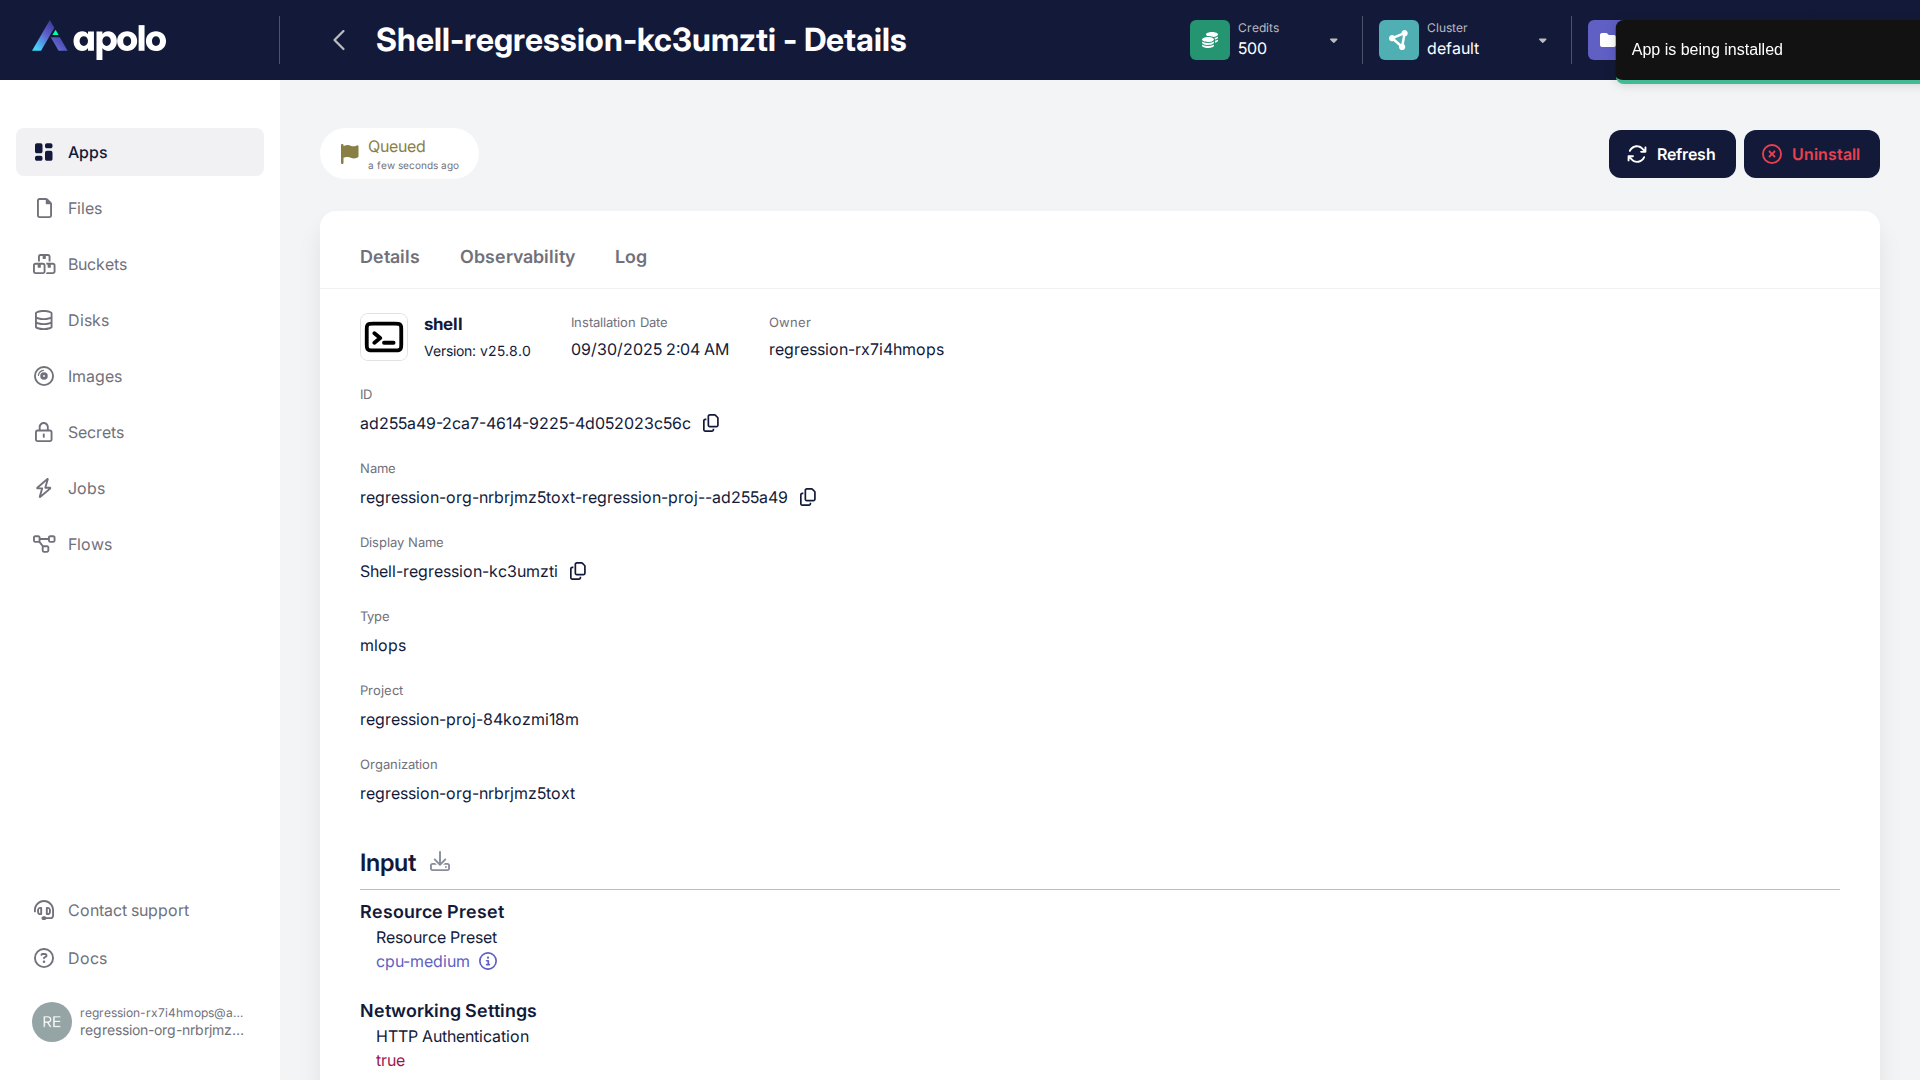 apolo
Shell-regression-kc3umzti - Details
Credits
500
Cluster
default
App is being installed
Apps
Files
Buckets
Disks
Images
Secrets
Jobs
Flows
Contact support
Docs
RE
regression-rx7i4hmops@a...
regression-org-nrbrjmz...
Queued
a few seconds ago
Refresh
Uninstall
Details
Observability
Log
shell
Version: v25.8.0
Installation Date
09/30/2025 2:04 AM
Owner
regression-rx7i4hmops
ID
ad255a49-2ca7-4614-9225-4d052023c56c
Name
regression-org-nrbrjmz5toxt-regression-proj--ad255a49
Display Name
Shell-regression-kc3umzti
Type
mlops
Project
regression-proj-84kozmi18m
Organization
regression-org-nrbrjmz5toxt
Input
Resource Preset
Resource Preset
cpu-medium
Networking Settings
HTTP Authentication
true